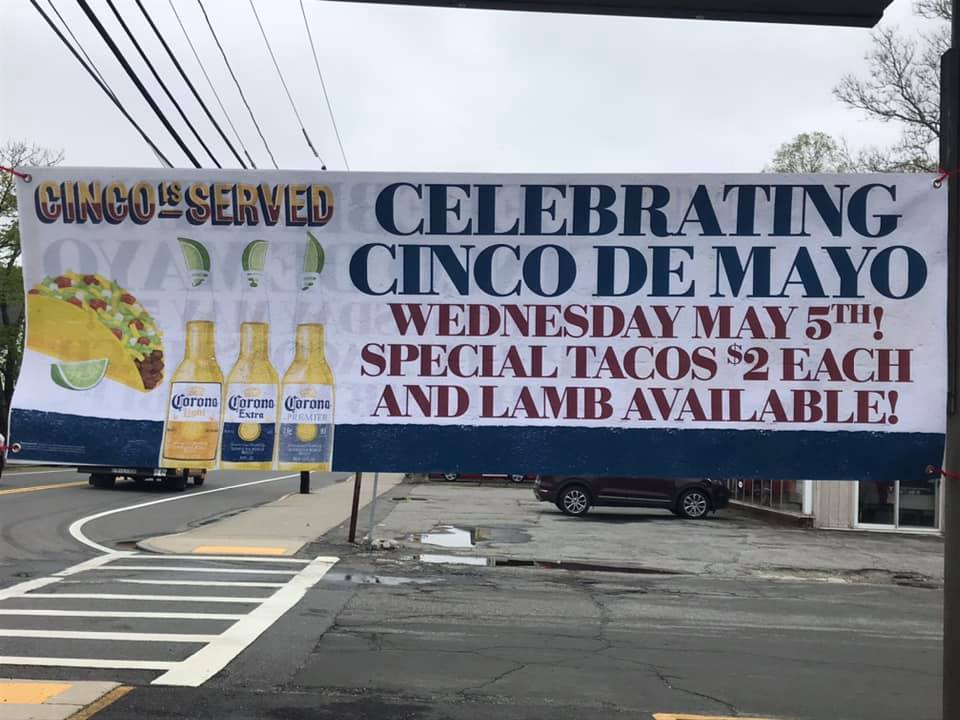 CINCO IS SERVED
CELEBRATING
CINCO DE MAYO
WEDNESDAY MAY 5TH!
SPECIAL TACOS $2 EACH
AND LAMB AVAILABLE!
Corona
Light
Corona
Extra
Corona
PREMIER